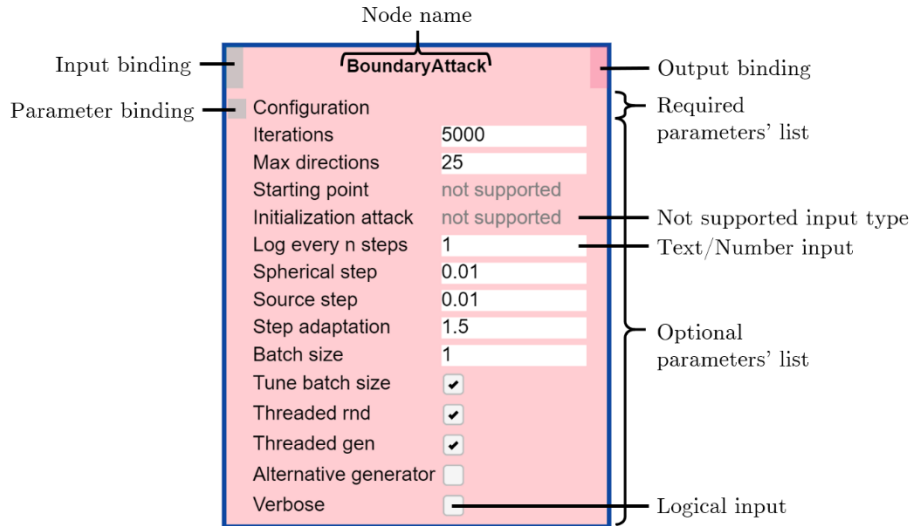 Node name
Input binding
BoundaryAttack
Output binding
Parameter binding
Configuration
Required
parameters' list
Iterations 5000
Max directions 25
Starting point not supported
Initialization attack not supported
Not supported input type
Log every n steps 1
Text/Number input
Spherical step 0.01
Source step 0.01
Step adaptation 1.5
Optional
parameters' list
Batch size 1
Tune batch size
Threaded rnd
Threaded gen
Alternative generator
Verbose
Logical input